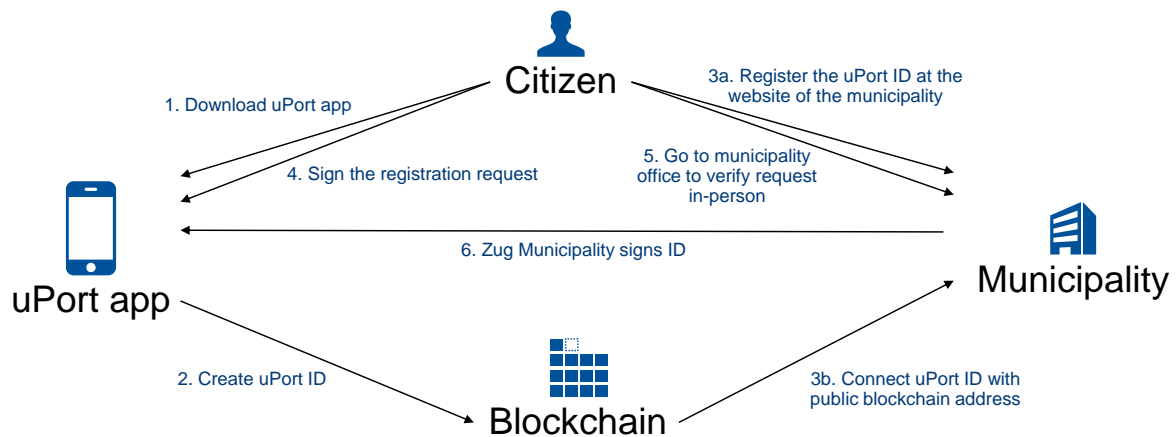 Citizen
1. Download uPort app
3a. Register the uPort ID at the
website of the municipality
4. Sign the registration request
5. Go to municipality
office to verify request
in-person
6. Zug Municipality signs ID
uPort app
Municipality
2. Create uPort ID
3b. Connect uPort ID with
public blockchain address
Blockchain